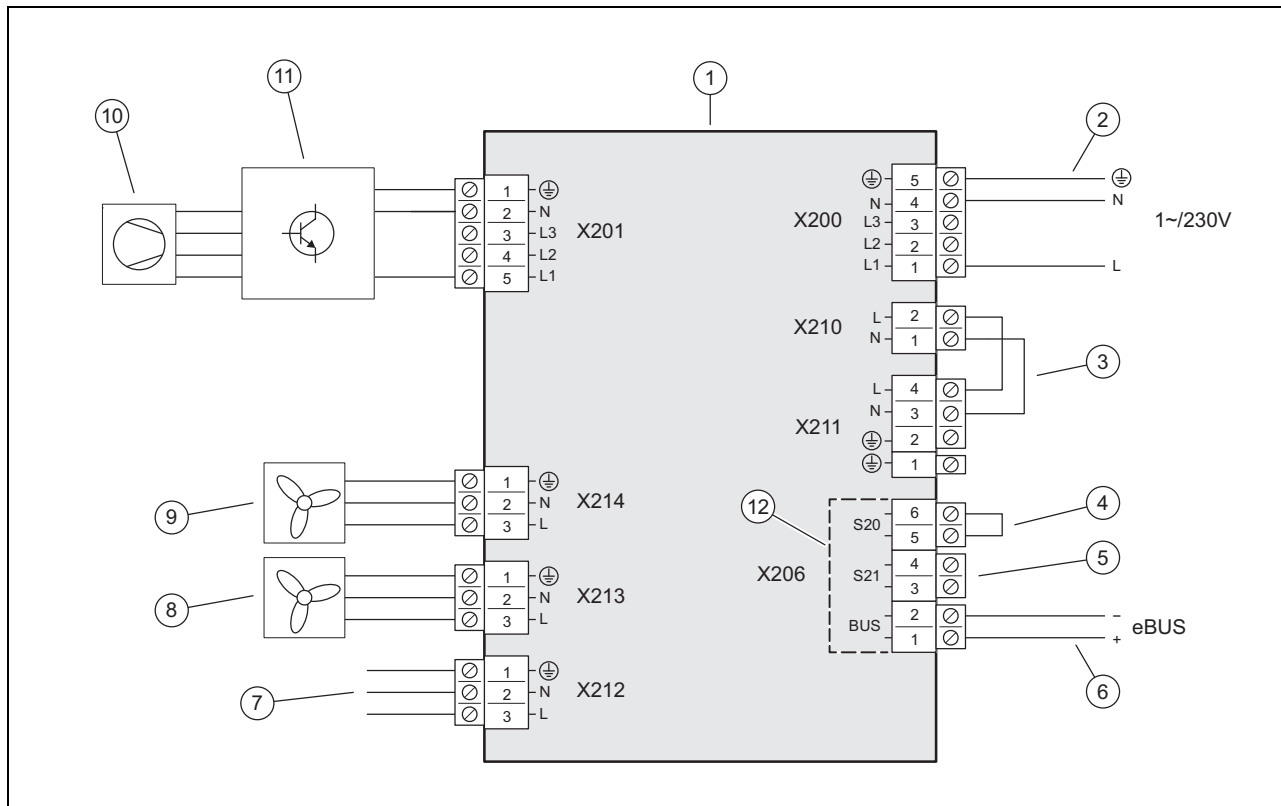 11
10
1
2
1 ⏚
2 N
3 L3
4 L2
5 L1
X201
X200
⏚ 5
N 4
L3 3
L2 2
L1 1
⏚
N
L
1~/230V
X210
L 2
N 1
3
X211
L 4
N 3
⏚ 2
⏚ 1
9
1 ⏚
2 N
3 L
X214
12
X206
S20
6
5
4
S21
4
3
5
BUS
2
1
−
+
eBUS
6
8
1 ⏚
2 N
3 L
X213
7
1 ⏚
2 N
3 L
X212